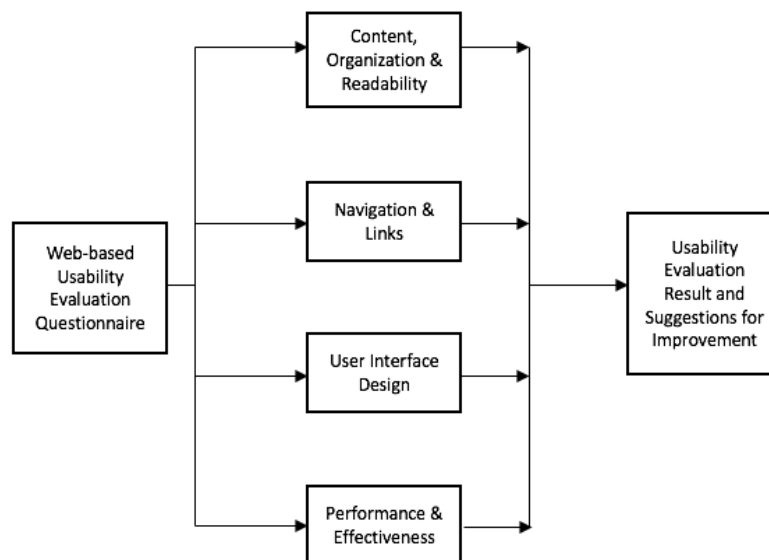 Content,
Organization &
Readability
Navigation &
Links
Web-based
Usability
Evaluation
Questionnaire
Usability
Evaluation
Result and
Suggestions for
Improvement
User Interface
Design
Performance &
Effectiveness